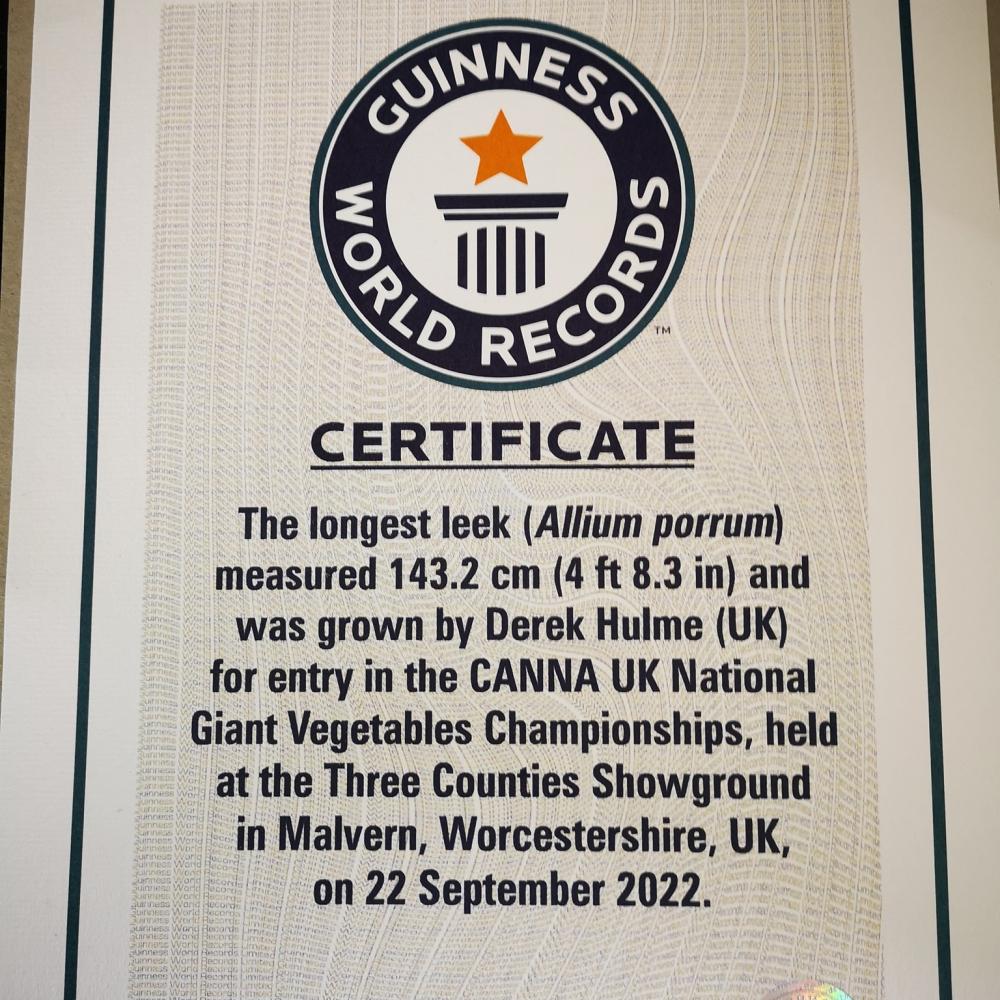 GUINNESS
WORLD RECORDS
™
CERTIFICATE
The longest leek (Allium porrum)
measured 143.2 cm (4 ft 8.3 in) and
was grown by Derek Hulme (UK)
for entry in the CANNA UK National
Giant Vegetables Championships, held
at the Three Counties Showground
in Malvern, Worcestershire, UK,
on 22 September 2022.